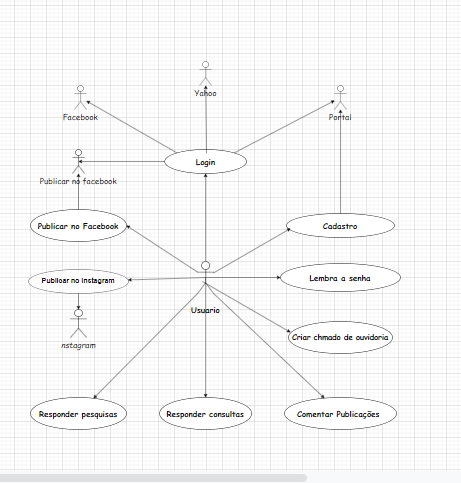 Yahoo
Facebook
Portal
Login
Publicar no facebook
Publicar no Facebook
Cadastro
Publicar no instagram
Lembra a senha
Usuario
nstagram
Criar chmado de ouvidoria
Responder pesquisas
Responder consultas
Comentar Publicações